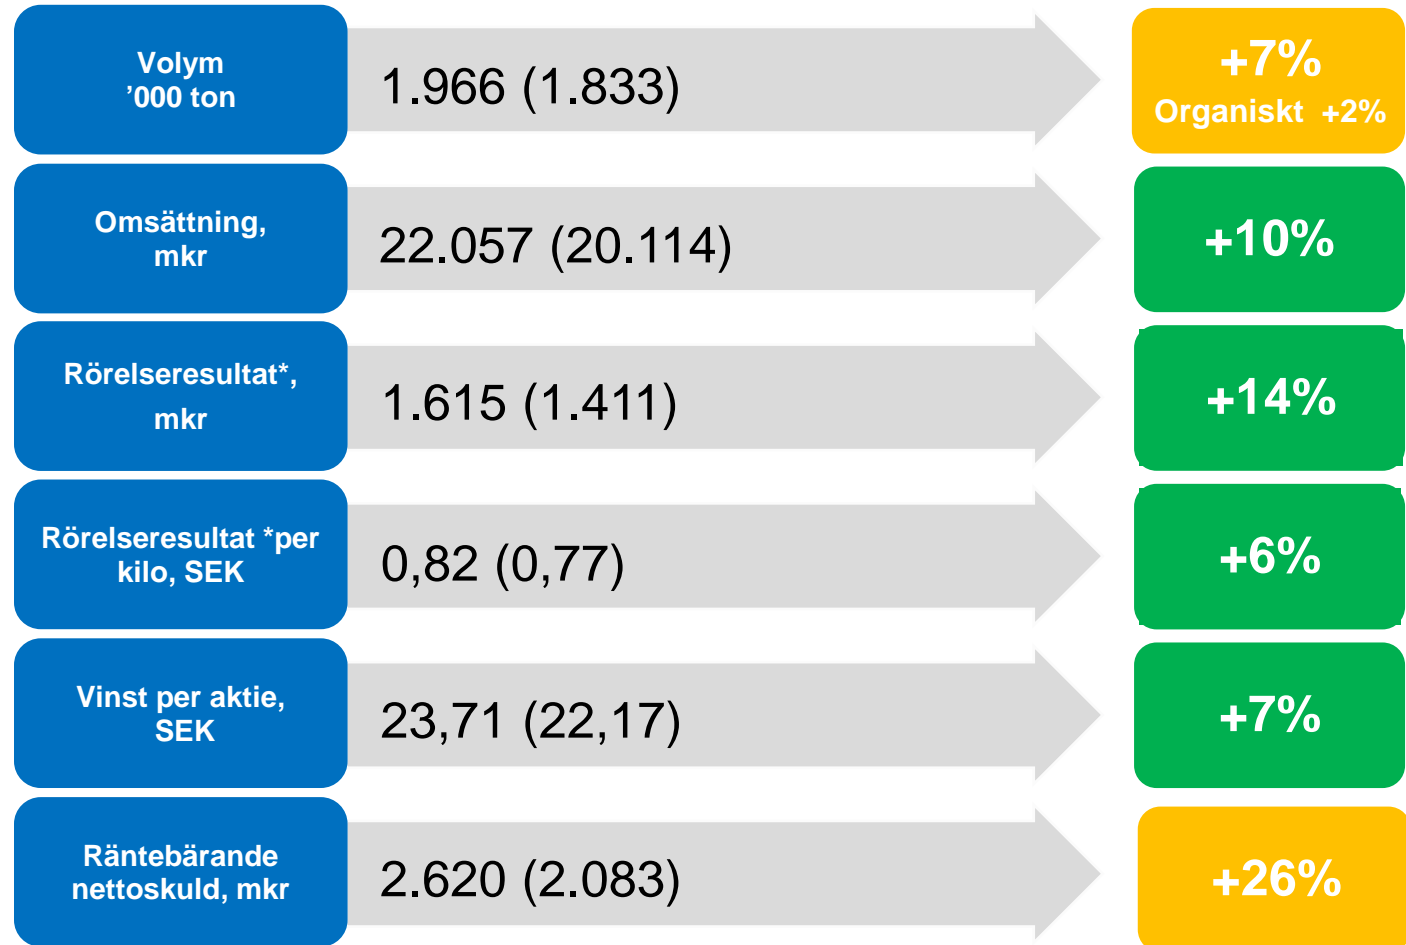 Volym
’000 ton
1.966 (1.833)
+7%
Organiskt +2%
Omsättning,
mkr
22.057 (20.114)
+10%
Rörelseresultat*,
mkr
1.615 (1.411)
+14%
Rörelseresultat *per
kilo, SEK
0,82 (0,77)
+6%
Vinst per aktie,
SEK
23,71 (22,17)
+7%
Räntebärande
nettoskuld, mkr
2.620 (2.083)
+26%